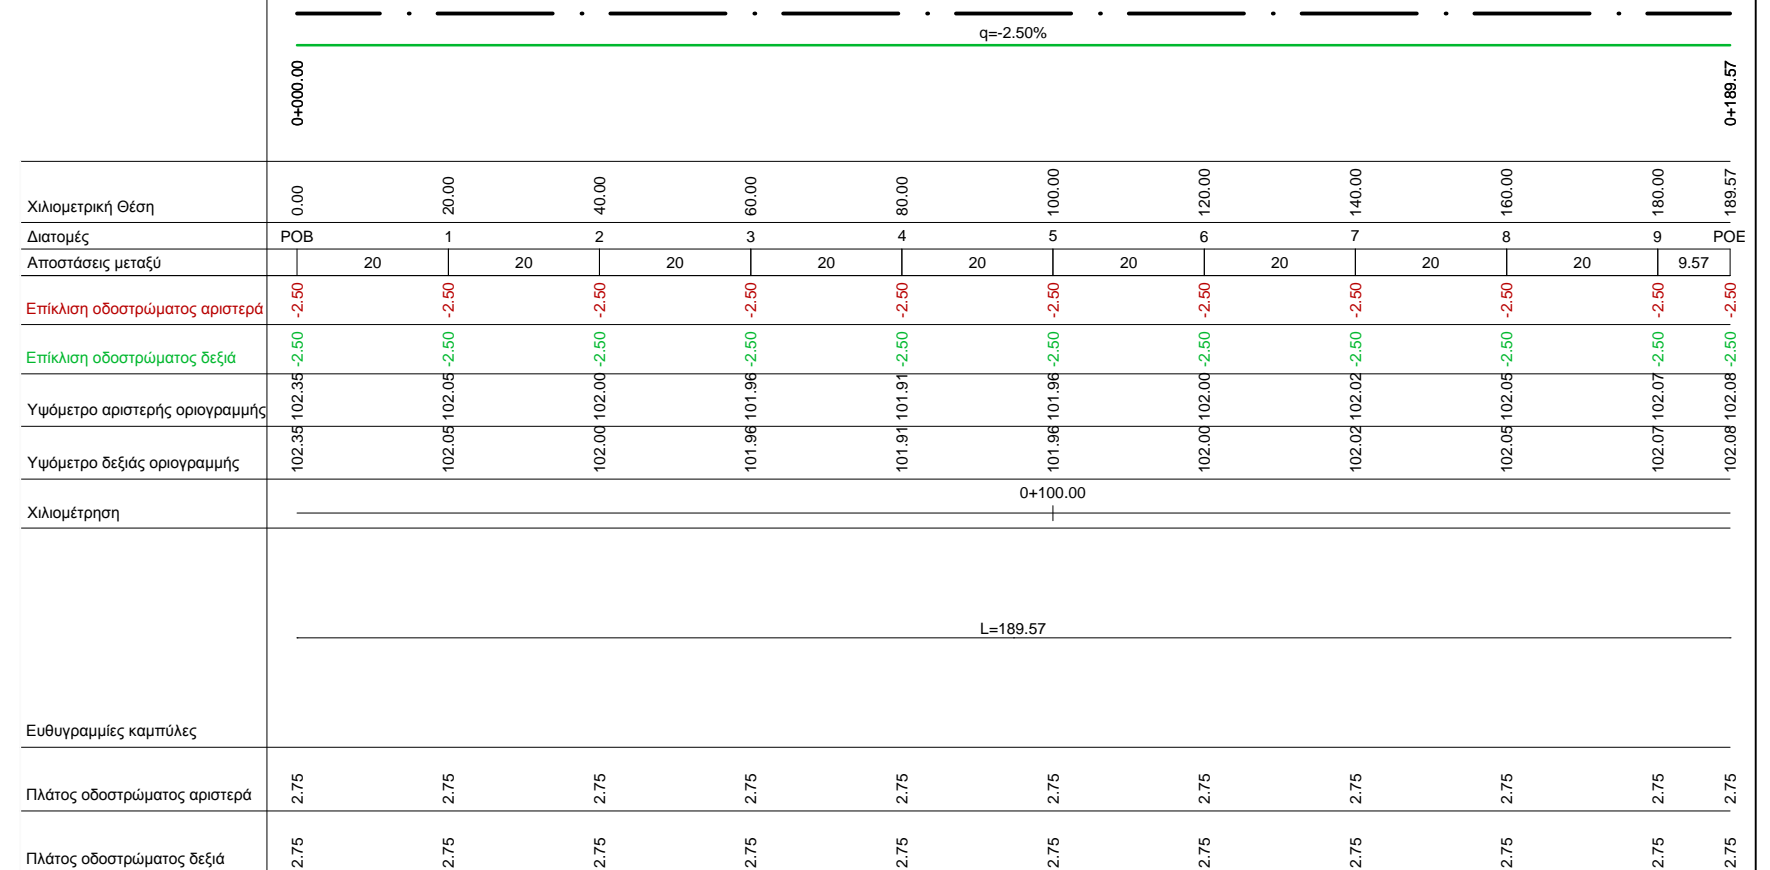 q=-2.50%
0+000.00 0+189.57
Χιλιομετρική Θέση 0.00 20.00 40.00 60.00 80.00 100.00 120.00 140.00 160.00 180.00 189.57
Διατομές POB 1 2 3 4 5 6 7 8 9 POE
Αποστάσεις μεταξύ 20 20 20 20 20 20 20 20 20 9.57
Επίκλιση οδοστρώματος αριστερά -2.50 -2.50 -2.50 -2.50 -2.50 -2.50 -2.50 -2.50 -2.50 -2.50 -2.50
Επίκλιση οδοστρώματος δεξιά -2.50 -2.50 -2.50 -2.50 -2.50 -2.50 -2.50 -2.50 -2.50 -2.50 -2.50
Υψόμετρο αριστερής οριογραμμής 102.35 102.05 102.00 101.96 101.91 101.96 102.00 102.02 102.05 102.07 102.08
Υψόμετρο δεξιάς οριογραμμής 102.35 102.05 102.00 101.96 101.91 101.96 102.00 102.02 102.05 102.07 102.08
0+100.00
Χιλιομέτρηση
L=189.57
Ευθυγραμμίες καμπύλες
Πλάτος οδοστρώματος αριστερά 2.75 2.75 2.75 2.75 2.75 2.75 2.75 2.75 2.75 2.75 2.75
Πλάτος οδοστρώματος δεξιά 2.75 2.75 2.75 2.75 2.75 2.75 2.75 2.75 2.75 2.75 2.75